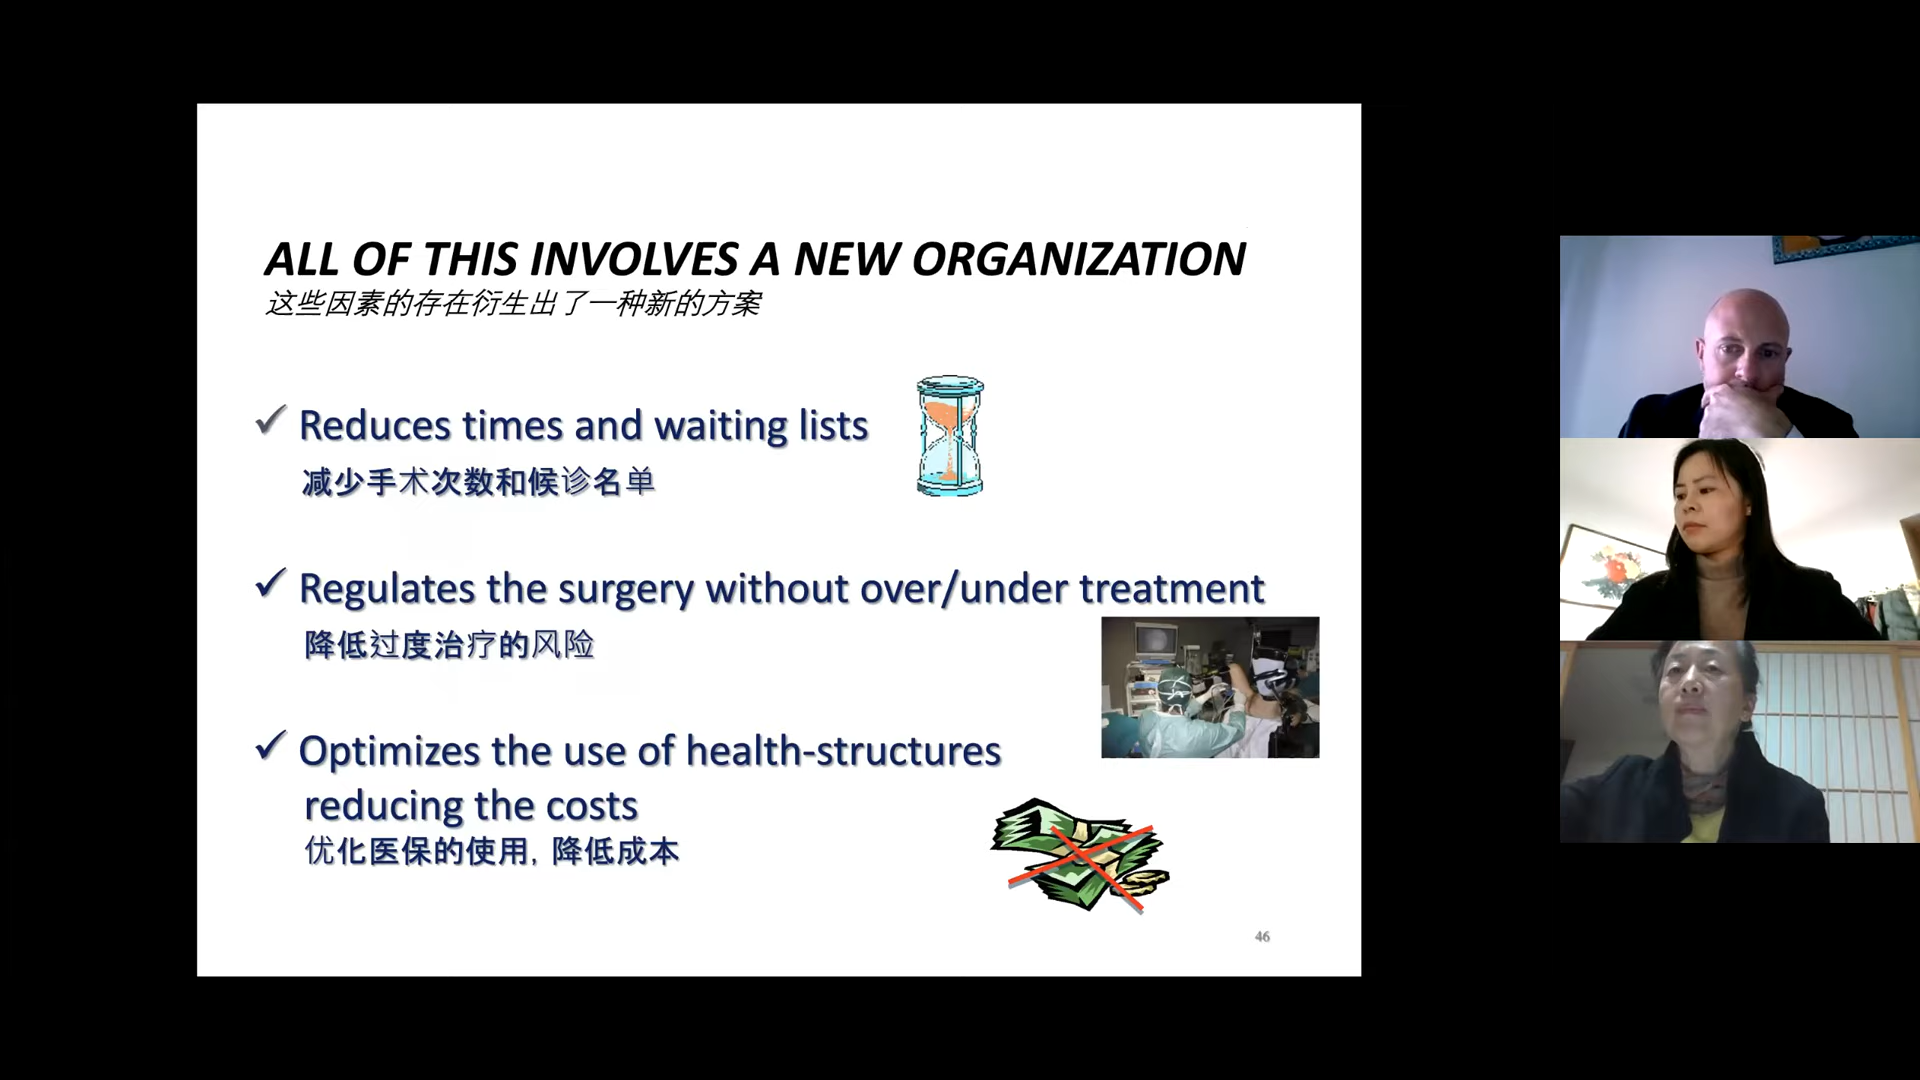 ALL OF THIS INVOLVES A NEW ORGANIZATION
这些因素的存在衍生出了一种新的方案
✓ Reduces times and waiting lists
减少手术次数和候诊名单
✓ Regulates the surgery without over/under treatment
降低过度治疗的风险
✓ Optimizes the use of health-structures
reducing the costs
优化医保的使用, 降低成本
46